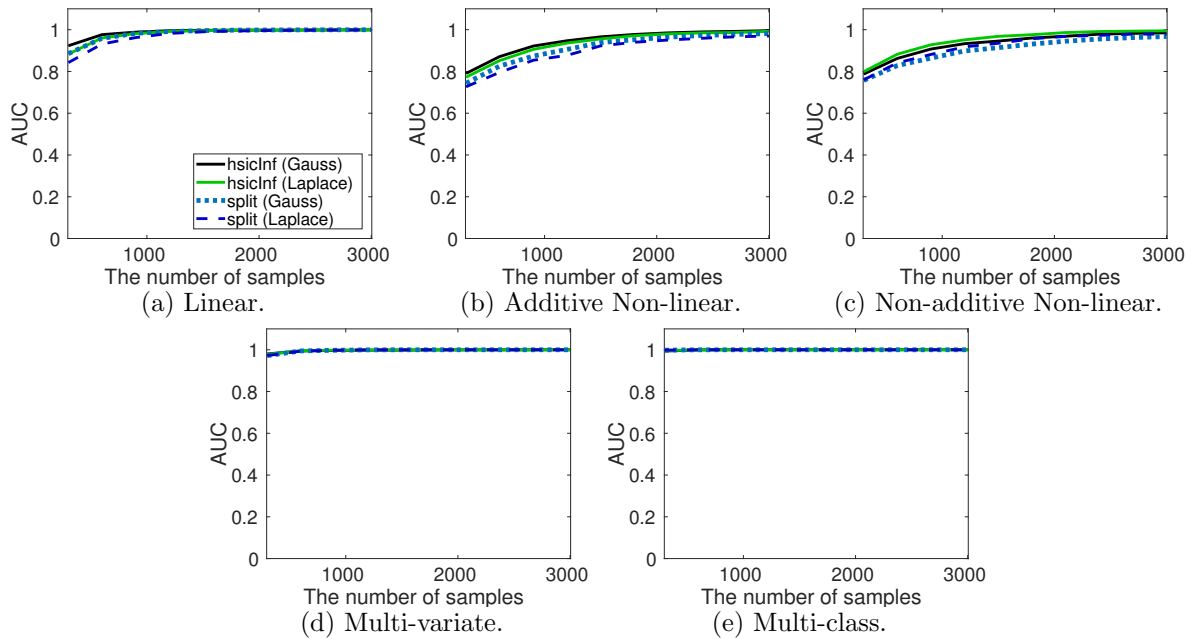 1
0.8
0.6
0.4
0.2
0
AUC
1000 2000 3000
The number of samples
hsicInf (Gauss)
hsicInf (Laplace)
split (Gauss)
split (Laplace)
(a) Linear.
1
0.8
0.6
0.4
0.2
0
AUC
1000 2000 3000
The number of samples
(b) Additive Non-linear.
1
0.8
0.6
0.4
0.2
0
AUC
1000 2000 3000
The number of samples
(c) Non-additive Non-linear.
1
0.8
0.6
0.4
0.2
0
AUC
1000 2000 3000
The number of samples
(d) Multi-variate.
1
0.8
0.6
0.4
0.2
0
AUC
1000 2000 3000
The number of samples
(e) Multi-class.